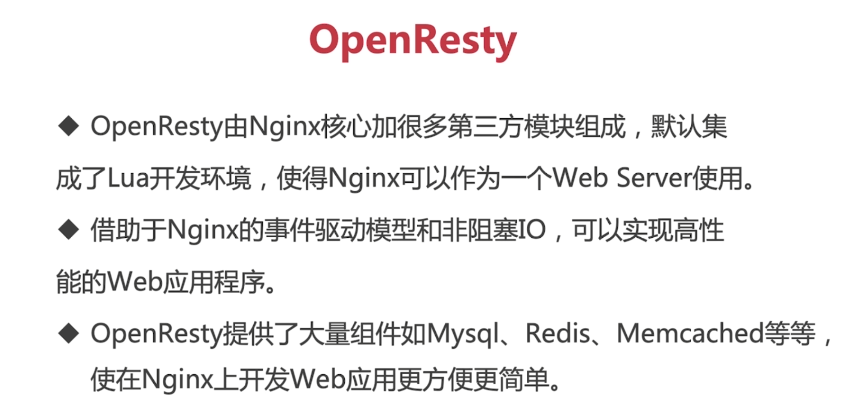 OpenResty
◆ OpenResty由Nginx核心加很多第三方模块组成，默认集
成了Lua开发环境，使得Nginx可以作为一个Web Server使用。
◆ 借助于Nginx的事件驱动模型和非阻塞IO，可以实现高性
能的Web应用程序。
◆ OpenResty提供了大量组件如Mysql、Redis、Memcached等等，
使在Nginx上开发Web应用更方便更简单。